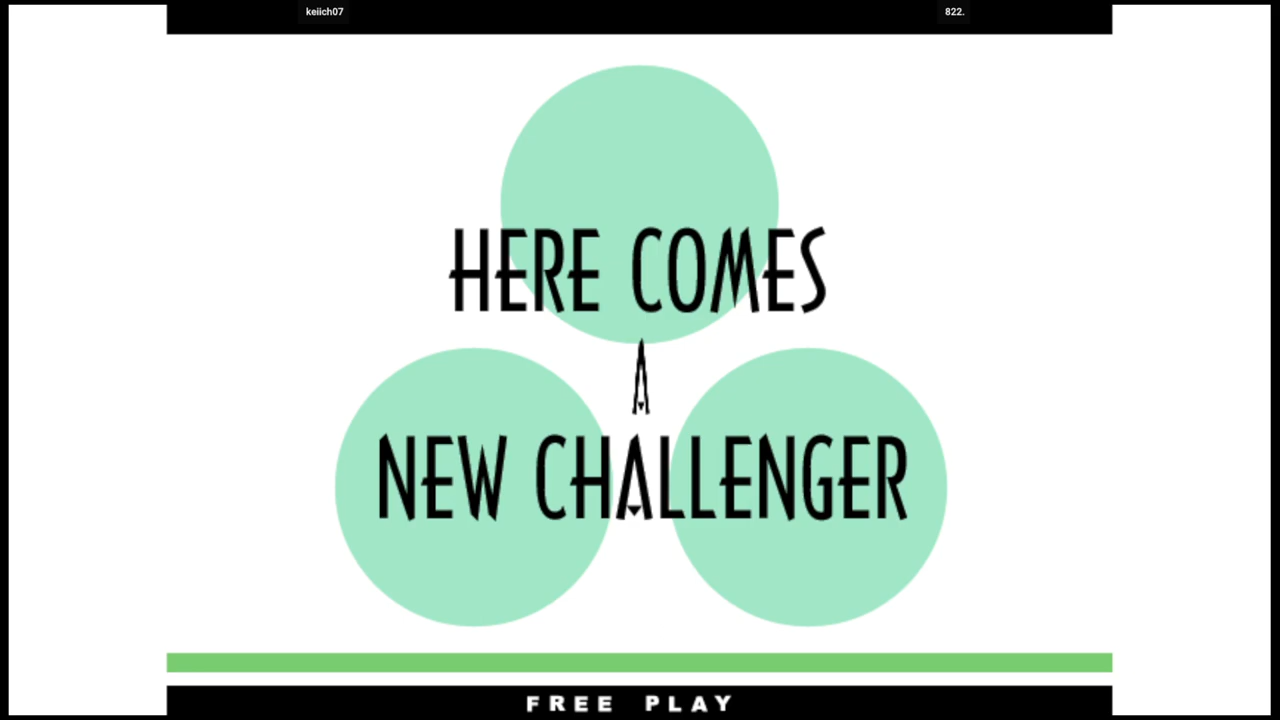 keiich07
822.
HERE COMES
A
NEW CHALLENGER
FREE PLAY